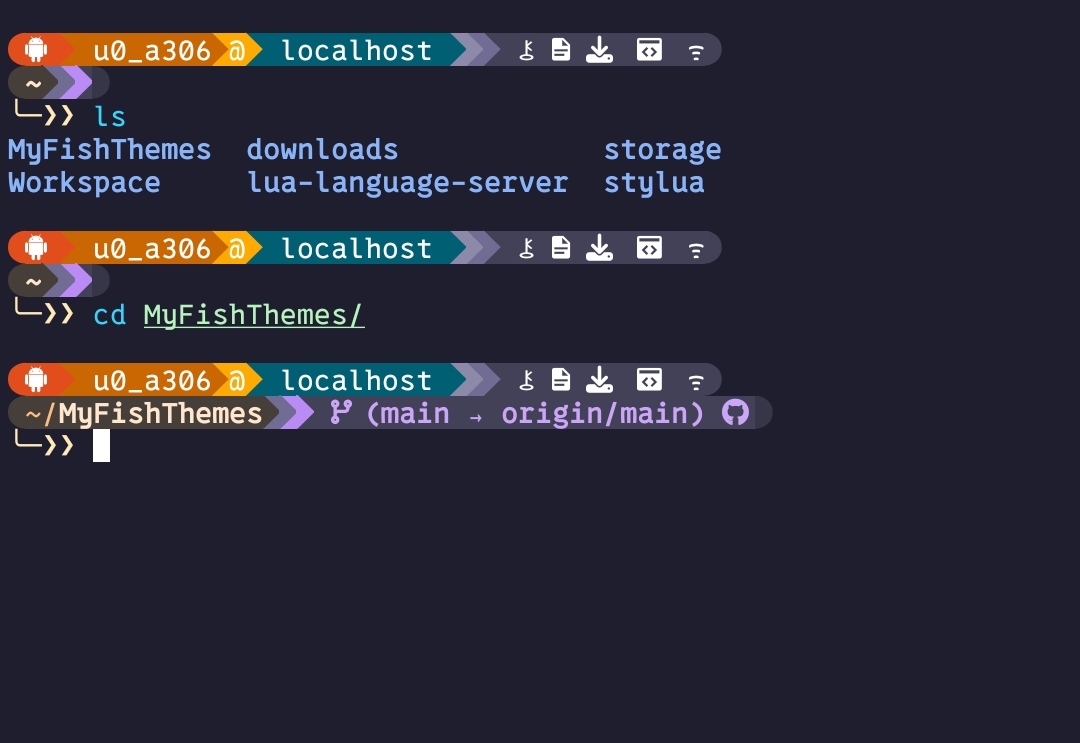 u0_a306 @ localhost
~
╰─❯❯ ls
MyFishThemes downloads storage
Workspace lua-language-server stylua
u0_a306 @ localhost
~
╰─❯❯ cd MyFishThemes/
u0_a306 @ localhost
~/MyFishThemes (main → origin/main)
╰─❯❯